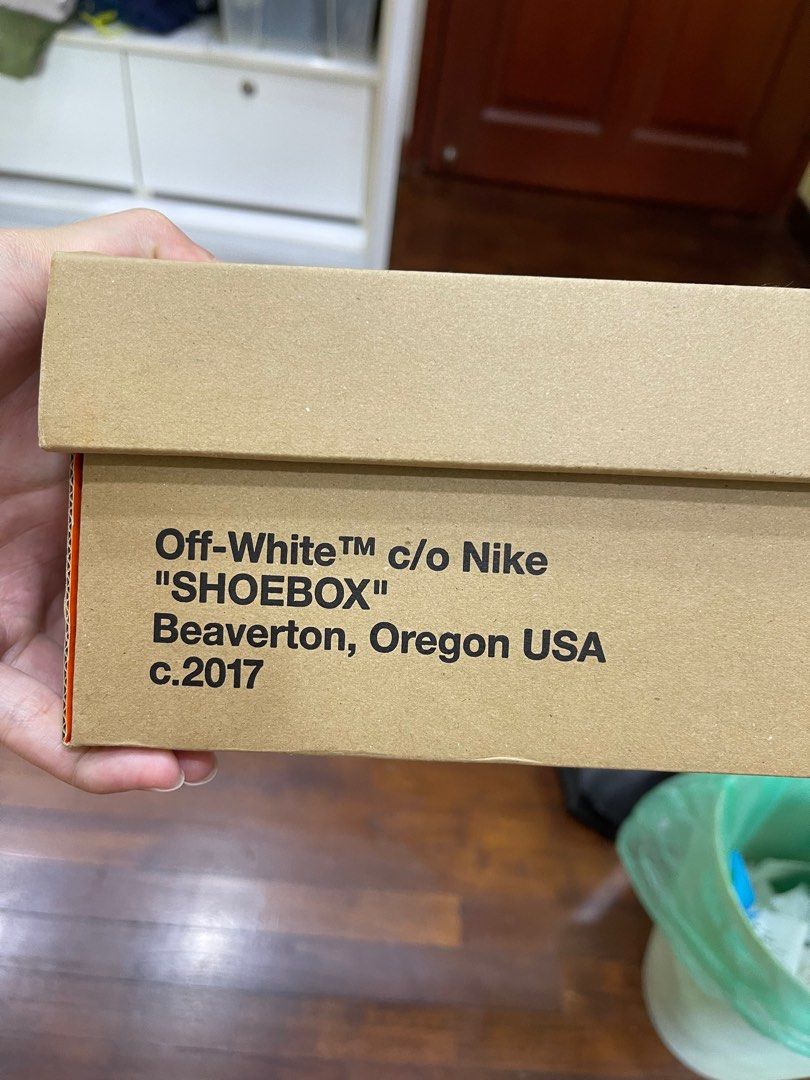 Off-White™ c/o Nike
"SHOEBOX"
Beaverton, Oregon USA
c.2017